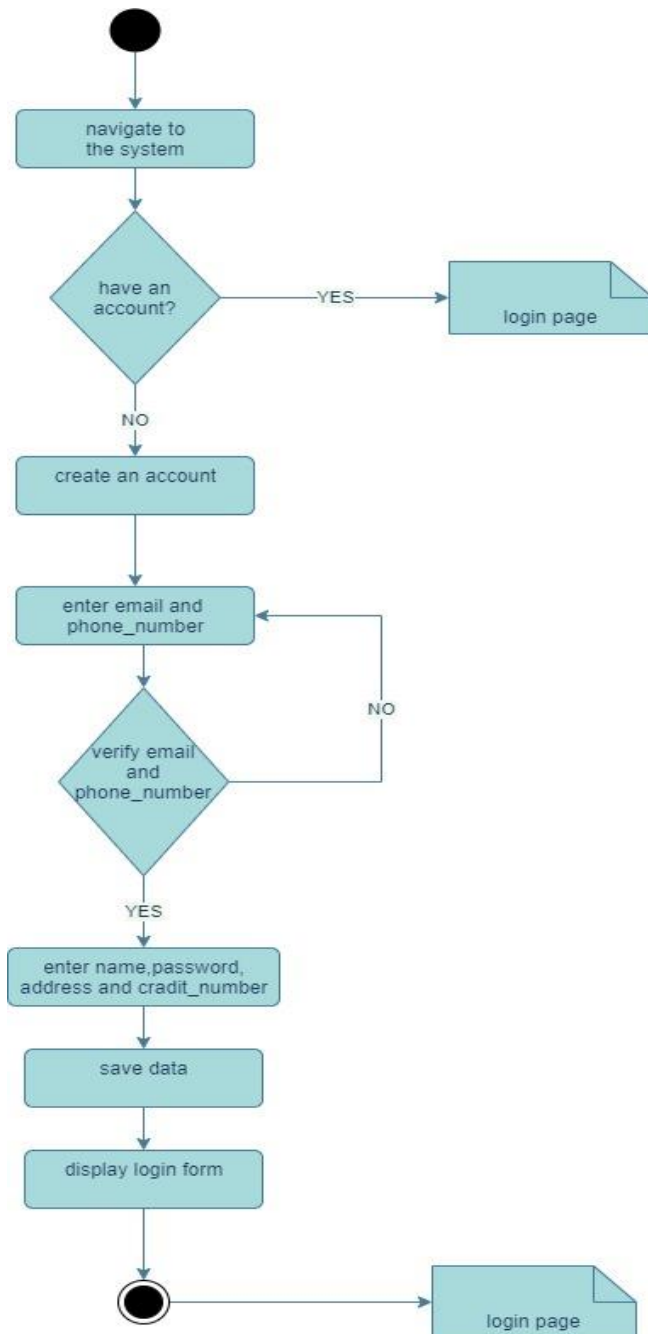 navigate to
the system
have an
account?
YES
login page
NO
create an account
enter email and
phone_number
NO
verify email
and
phone_number
YES
enter name,password,
address and cradit_number
save data
display login form
login page